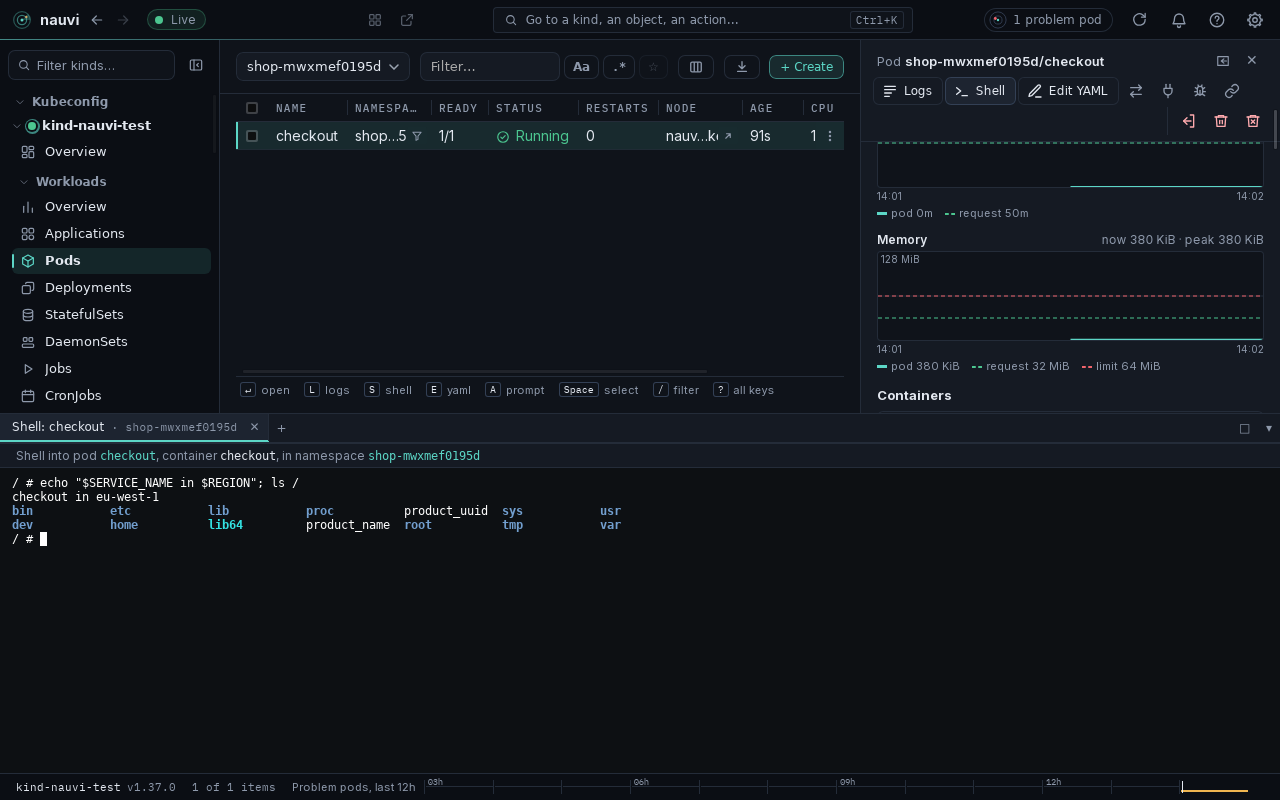 nauvi
Live
Go to a kind, an object, an action…
Ctrl+K
1 problem pod
Filter kinds…
Kubeconfig
kind-nauvi-test
Overview
Workloads
Overview
Applications
Pods
Deployments
StatefulSets
DaemonSets
Jobs
CronJobs
shop-mwxmef0195d
Filter…
Aa
.*
+ Create
NAME NAMESPA… READY STATUS RESTARTS NODE AGE CPU
checkout shop…5 1/1 Running 0 nauv…k 91s 1
↵ open L logs S shell E yaml A prompt Space select / filter ? all keys
Pod shop-mwxmef0195d/checkout
Logs
Shell
Edit YAML
14:01 14:02
pod 0m request 50m
Memory now 380 KiB · peak 380 KiB
128 MiB
14:01 14:02
pod 380 KiB request 32 MiB limit 64 MiB
Containers
Shell: checkout · shop-mwxmef0195d × +
Shell into pod checkout, container checkout, in namespace shop-mwxmef0195d
/ # echo "$SERVICE_NAME in $REGION"; ls /
checkout in eu-west-1
bin etc lib proc product_uuid sys usr
dev home lib64 product_name root tmp var
/ #
kind-nauvi-test v1.37.0 1 of 1 items Problem pods, last 12h 03h 06h 09h 12h